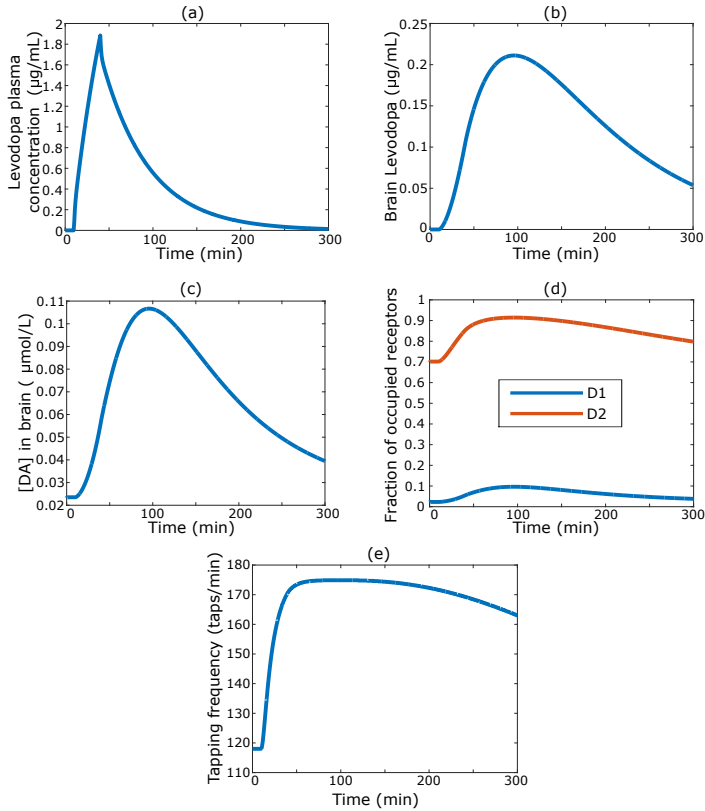 (a)
Levodopa plasma
concentration (µg/mL)
2
1.8
1.6
1.4
1.2
1
0.8
0.6
0.4
0.2
0
0 100 200 300
Time (min)
(b)
Brain Levodopa (µg/mL)
0.25
0.2
0.15
0.1
0.05
0
0 100 200 300
Time (min)
(c)
[DA] in brain ( µmol/L)
0.11
0.1
0.09
0.08
0.07
0.06
0.05
0.04
0.03
0.02
0 100 200 300
Time (min)
(d)
Fraction of occupied receptors
1
0.9
0.8
0.7
0.6
0.5
0.4
0.3
0.2
0.1
0
D1
D2
0 100 200 300
Time (min)
(e)
Tapping frequency (taps/min)
180
170
160
150
140
130
120
110
0 100 200 300
Time (min)